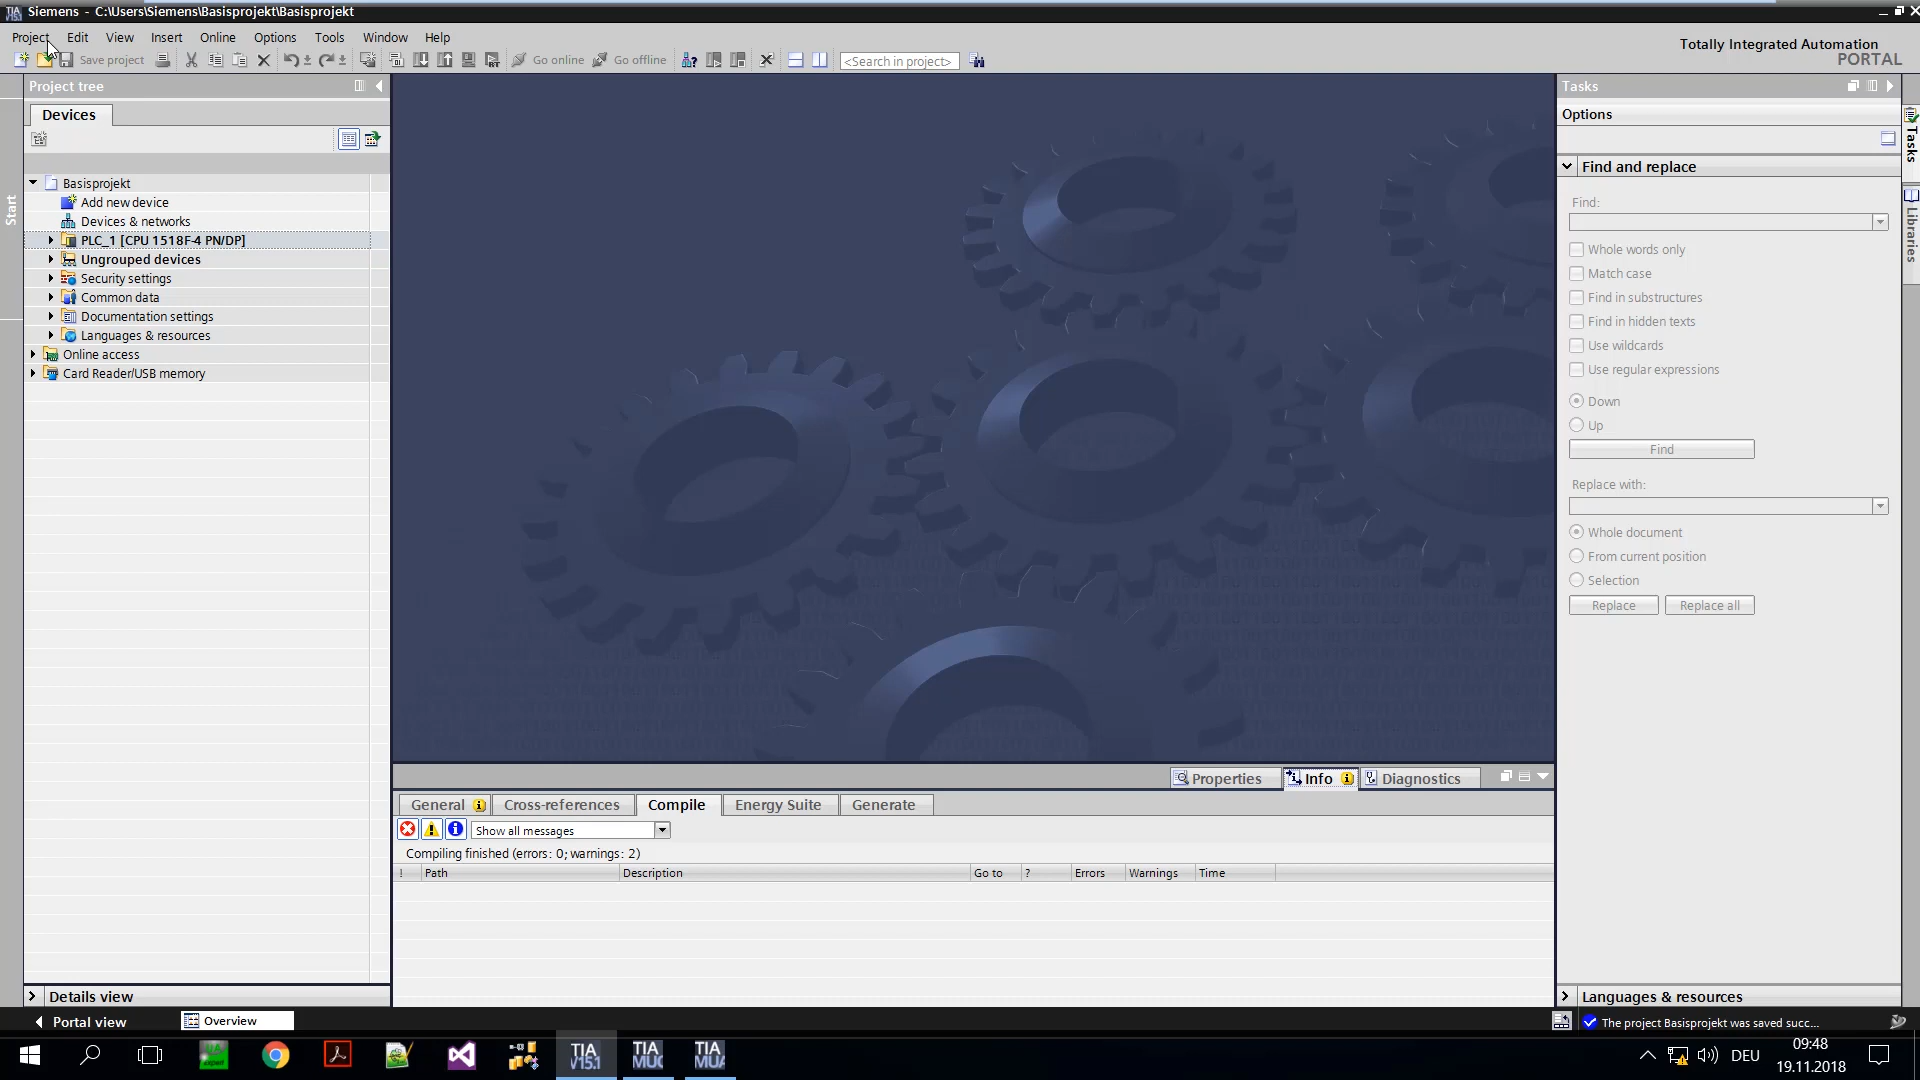 Siemens - C:\Users\Siemens\Basisprojekt\Basisprojekt
Project Edit View Insert Online Options Tools Window Help
Totally Integrated Automation
PORTAL
Save project Go online Go offline <Search in project>
Project tree
Devices
Start
Basisprojekt
Add new device
Devices & networks
PLC_1 [CPU 1518F-4 PN/DP]
Ungrouped devices
Security settings
Common data
Documentation settings
Languages & resources
Online access
Card Reader/USB memory
Details view
Properties Info Diagnostics
General Cross-references Compile Energy Suite Generate
Show all messages
Compiling finished (errors: 0; warnings: 2)
! Path Description Go to ? Errors Warnings Time
Tasks
Options
Find and replace
Find:
Whole words only
Match case
Find in substructures
Find in hidden texts
Use wildcards
Use regular expressions
Down
Up
Find
Replace with:
Whole document
From current position
Selection
Replace Replace all
Languages & resources
Tasks
Libraries
Portal view Overview
The project Basisprojekt was saved succ...
TIA V15.1
TIA
TIA
DEU
09:48
19.11.2018